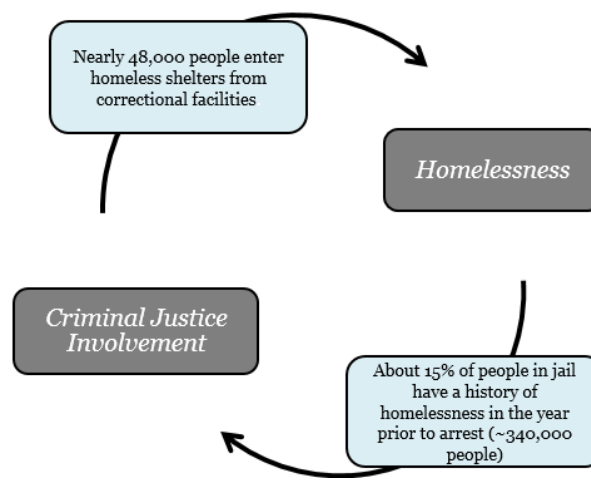 Nearly 48,000 people enter
homeless shelters from
correctional facilities
Homelessness
Criminal Justice
Involvement
About 15% of people in jail
have a history of
homelessness in the year
prior to arrest (~340,000
people)